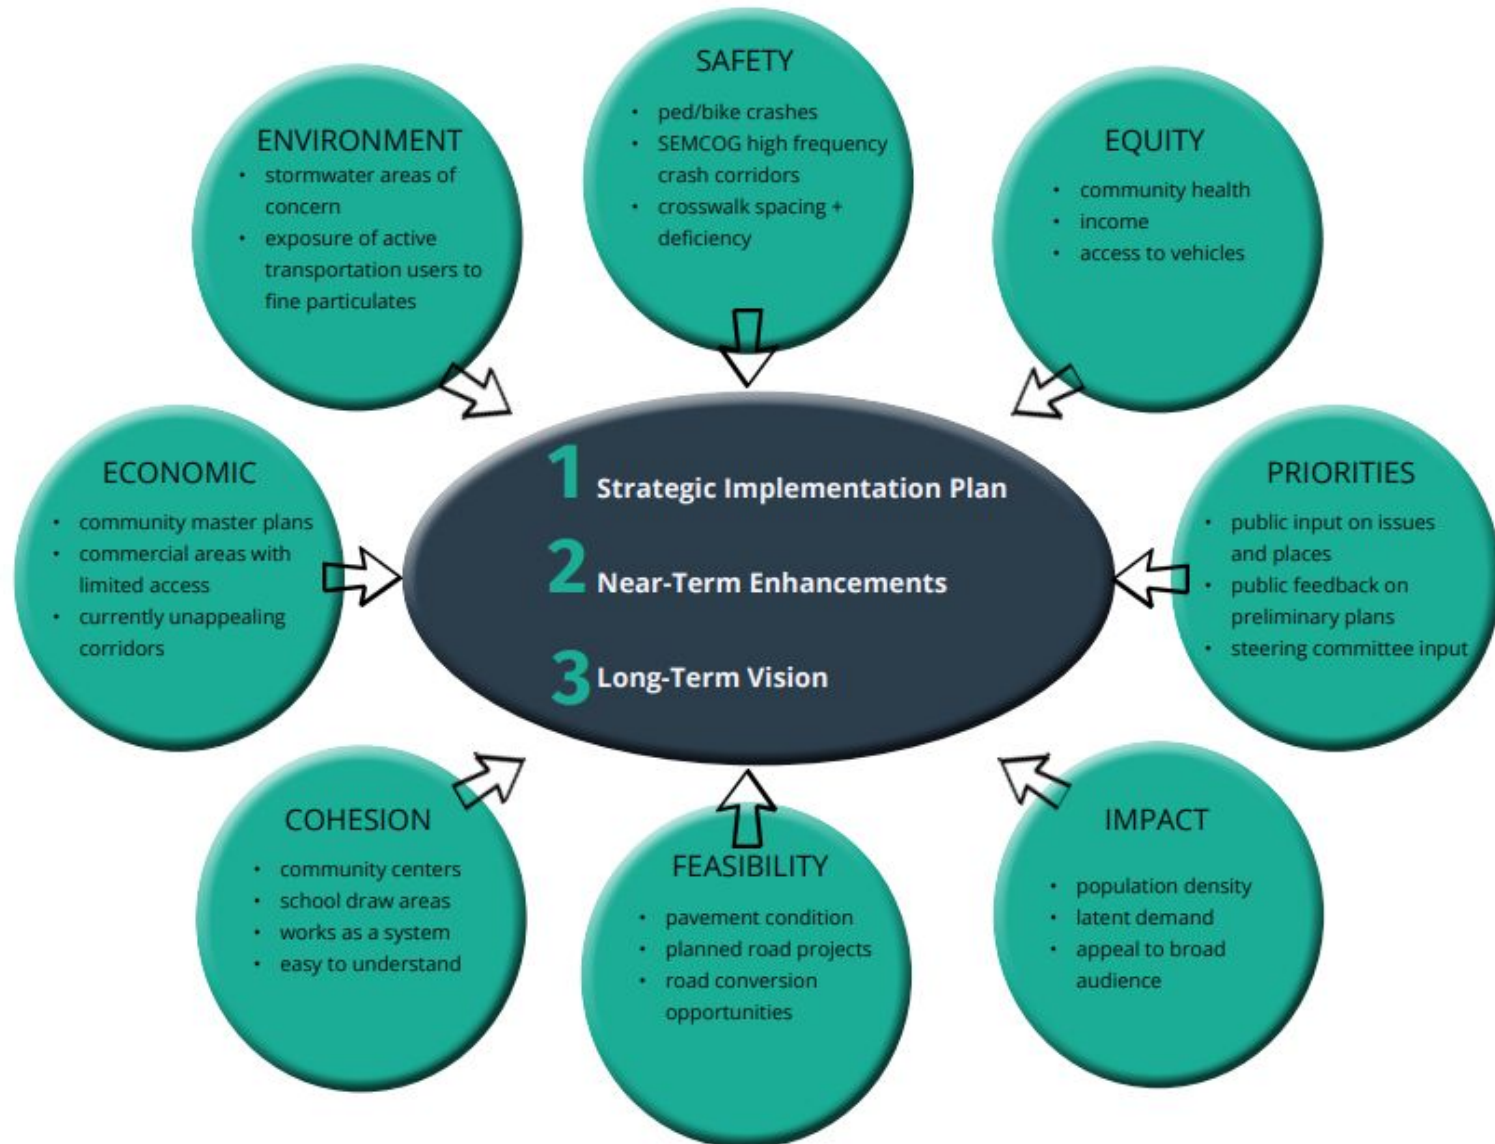 SAFETY
• ped/bike crashes
• SEMCOG high frequency
crash corridors
• crosswalk spacing +
deficiency
ENVIRONMENT
• stormwater areas of
concern
• exposure of active
transportation users to
fine particulates
EQUITY
• community health
• income
• access to vehicles
ECONOMIC
• community master plans
• commercial areas with
limited access
• currently unappealing
corridors
1 Strategic Implementation Plan
2 Near-Term Enhancements
3 Long-Term Vision
PRIORITIES
• public input on issues
and places
• public feedback on
preliminary plans
• steering committee input
COHESION
• community centers
• school draw areas
• works as a system
• easy to understand
FEASIBILITY
• pavement condition
• planned road projects
• road conversion
opportunities
IMPACT
• population density
• latent demand
• appeal to broad
audience